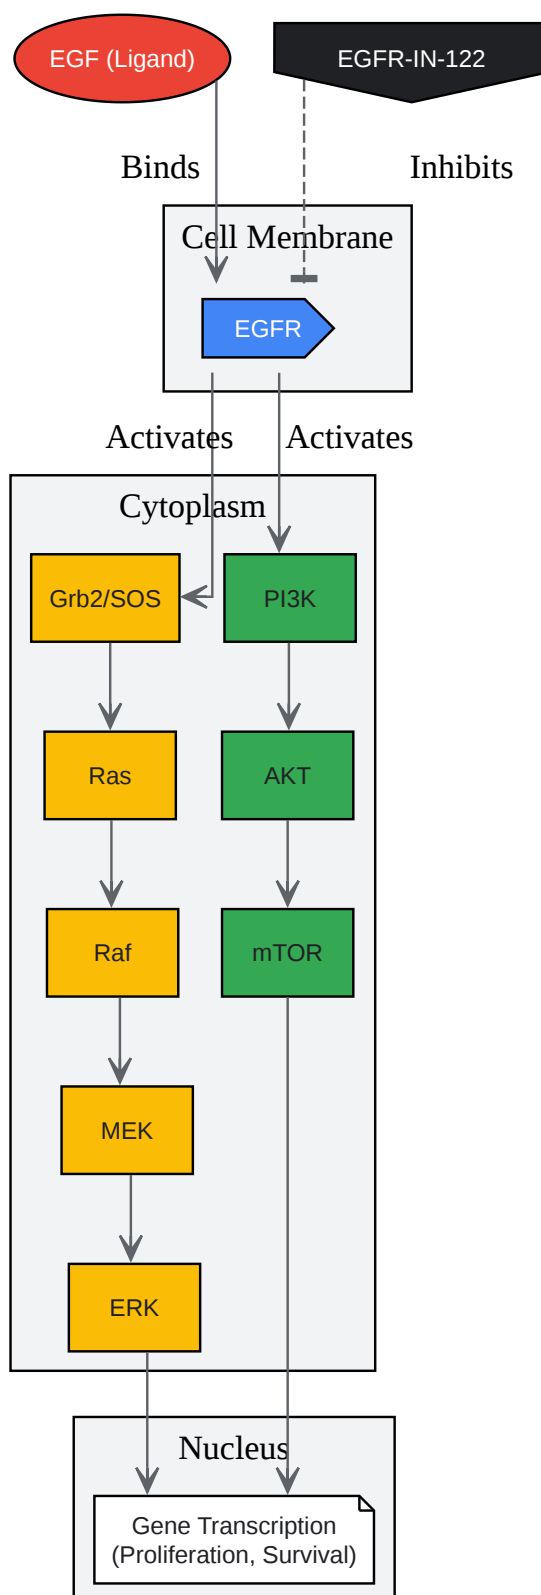 EGF (Ligand)
EGFR-IN-122
Binds
Inhibits
Cell Membrane
EGFR
Activates
Activates
Cytoplasm
Grb2/SOS
PI3K
Ras
AKT
Raf
mTOR
MEK
ERK
Nucleus
Gene Transcription
(Proliferation, Survival)